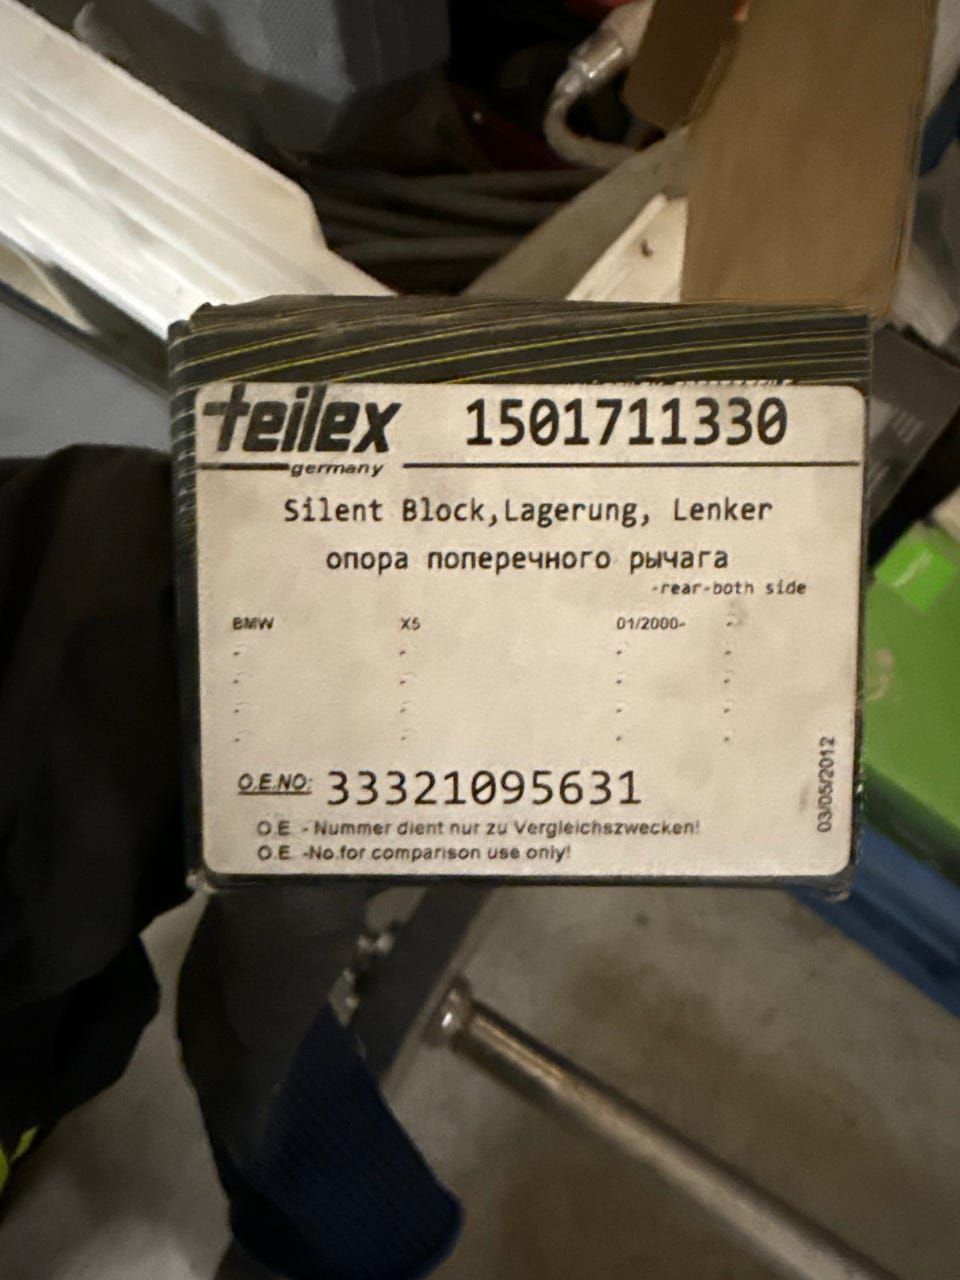 teilex 1501711330
germany
Silent Block,Lagerung, Lenker
опора поперечного рычага
-rear-both side
BMW X5 01/2000- -
- - - -
- - - -
- - - -
- - - -
O.E.NO: 33321095631
O.E. - Nummer dient nur zu Vergleichszwecken!
O.E. -No.for comparison use only!
03/05/2012